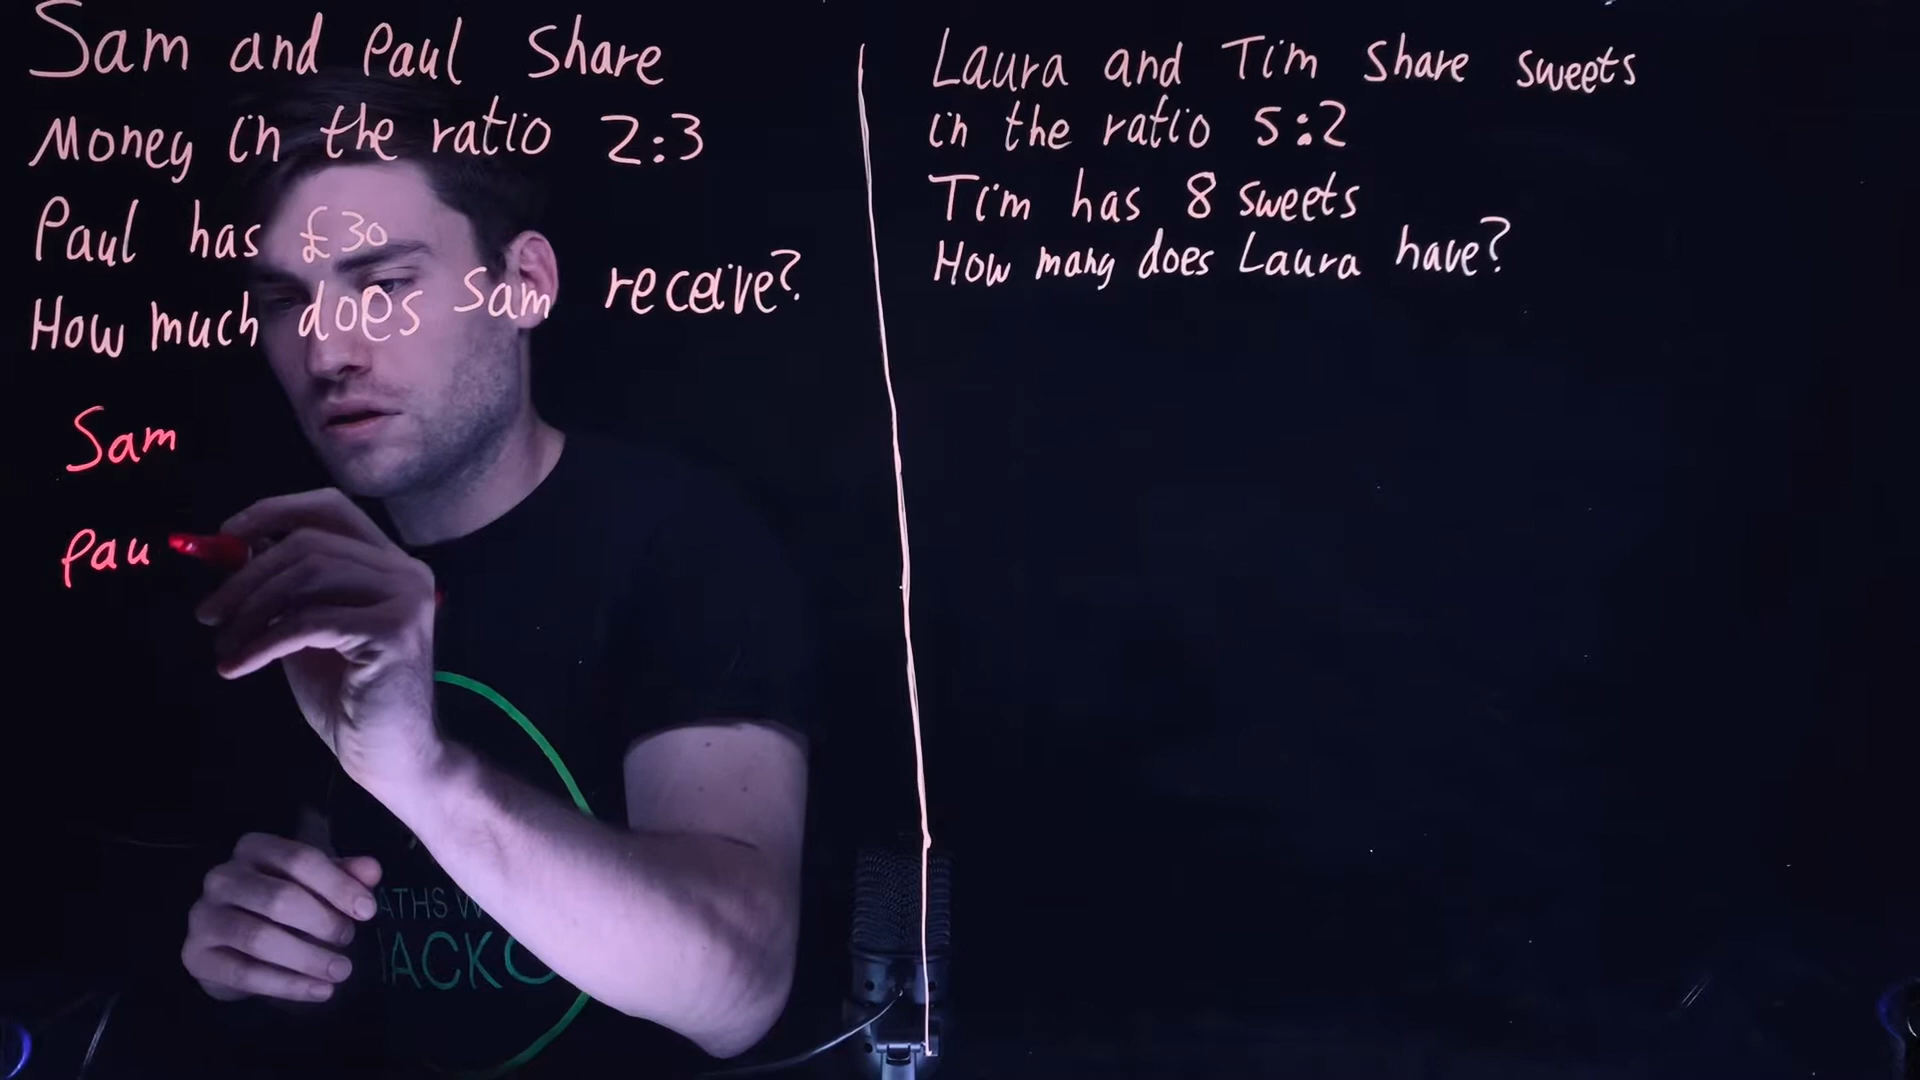 Sam and Paul share
Money in the ratio 2:3
Paul has £30
How much does Sam receive?
Sam
Pau
Laura and Tim share sweets
in the ratio 5:2
Tim has 8 sweets
How many does Laura have?